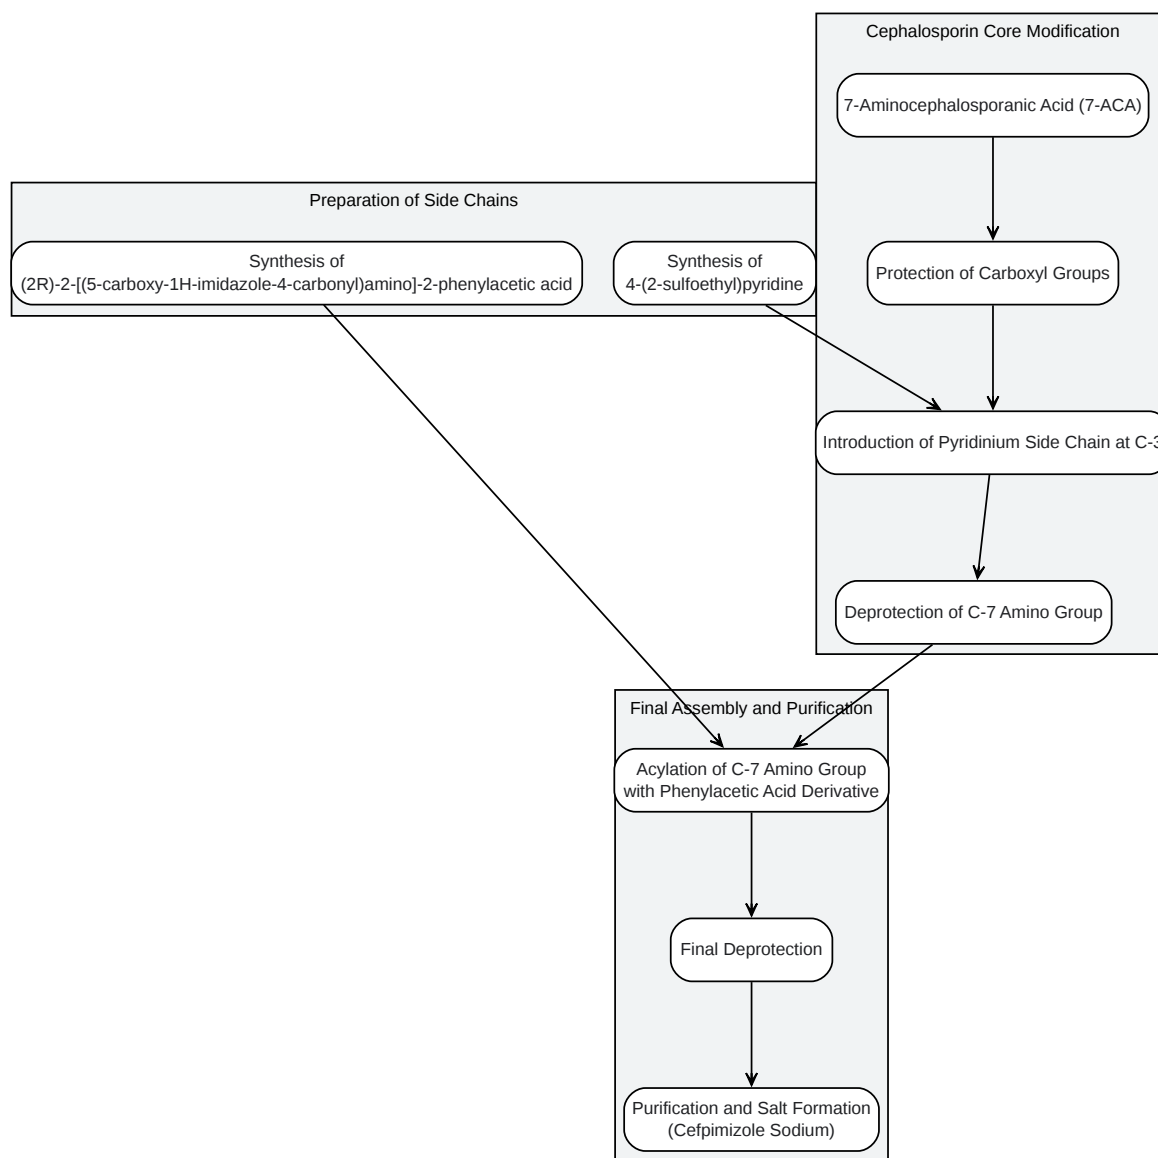 Cephalosporin Core Modification
7-Aminocephalosporanic Acid (7-ACA)
Preparation of Side Chains
Synthesis of
(2R)-2-[(5-carboxy-1H-imidazole-4-carbonyl)amino]-2-phenylacetic acid
Synthesis of
4-(2-sulfoethyl)pyridine
Protection of Carboxyl Groups
Introduction of Pyridinium Side Chain at C-3
Deprotection of C-7 Amino Group
Final Assembly and Purification
Acylation of C-7 Amino Group
with Phenylacetic Acid Derivative
Final Deprotection
Purification and Salt Formation
(Cefpimizole Sodium)